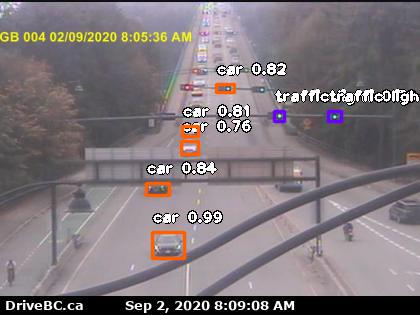 GB 004 02/09/2020 8:05:36 AM
car 0.82
car 0.81
car 0.76
car 0.84
car 0.99
DriveBC.ca Sep 2, 2020 8:09:08 AM